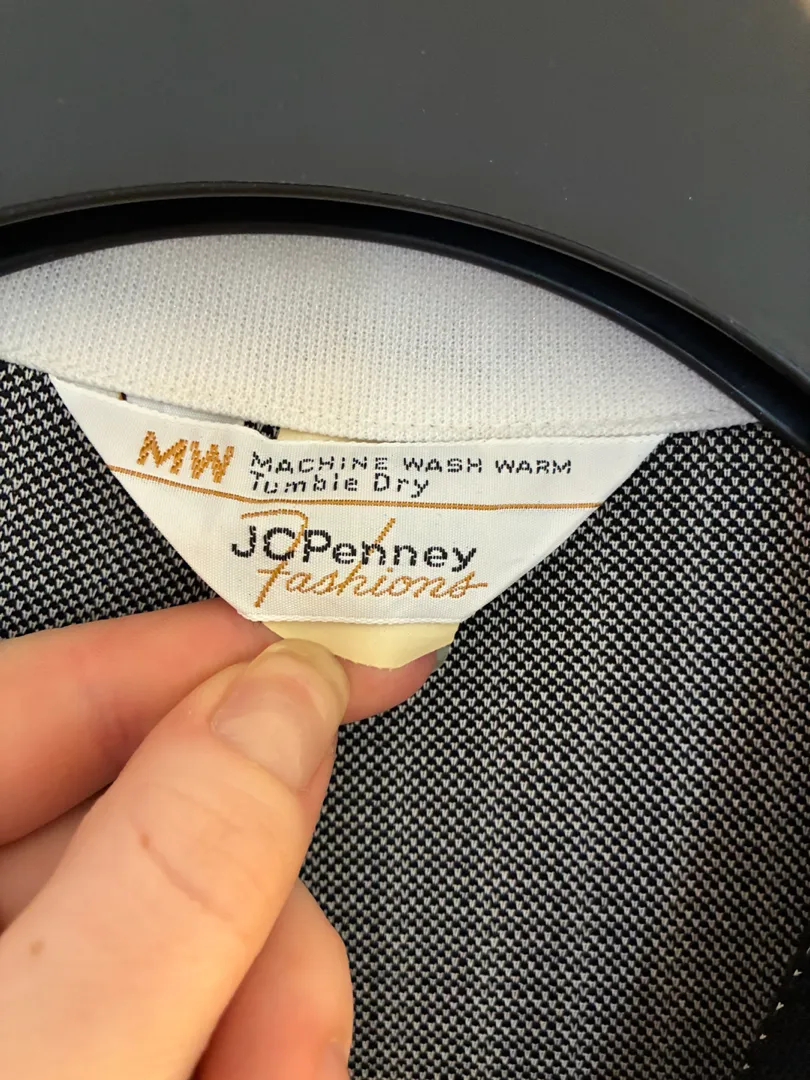 MW MACHINE WASH WARM
Tumble Dry
JCPenney
fashions